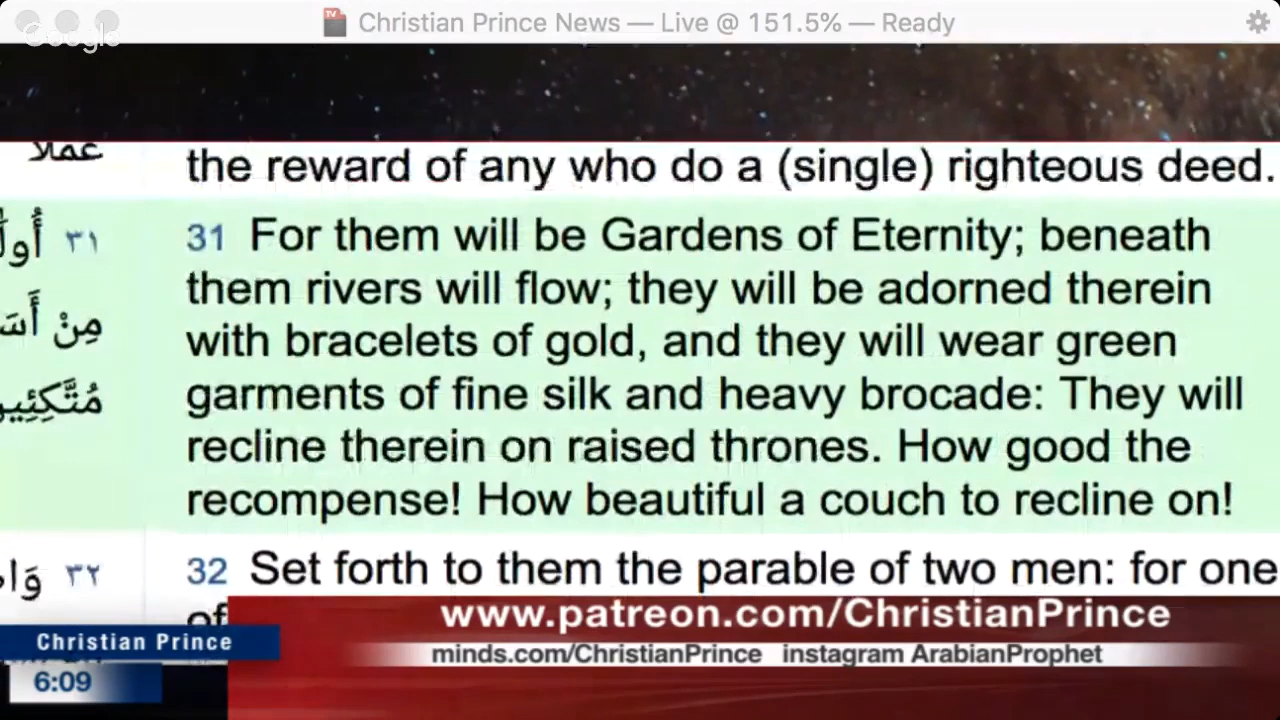 Christian Prince News — Live @ 151.5% — Ready
Google
عملا
the reward of any who do a (single) righteous deed.
٣١
31 For them will be Gardens of Eternity; beneath
them rivers will flow; they will be adorned therein
مِنْ
with bracelets of gold, and they will wear green
garments of fine silk and heavy brocade: They will
recline therein on raised thrones. How good the
recompense! How beautiful a couch to recline on!
٣٢
32 Set forth to them the parable of two men: for one
of
www.patreon.com/ChristianPrince
Christian Prince
minds.com/ChristianPrince instagram ArabianProphet
6:09